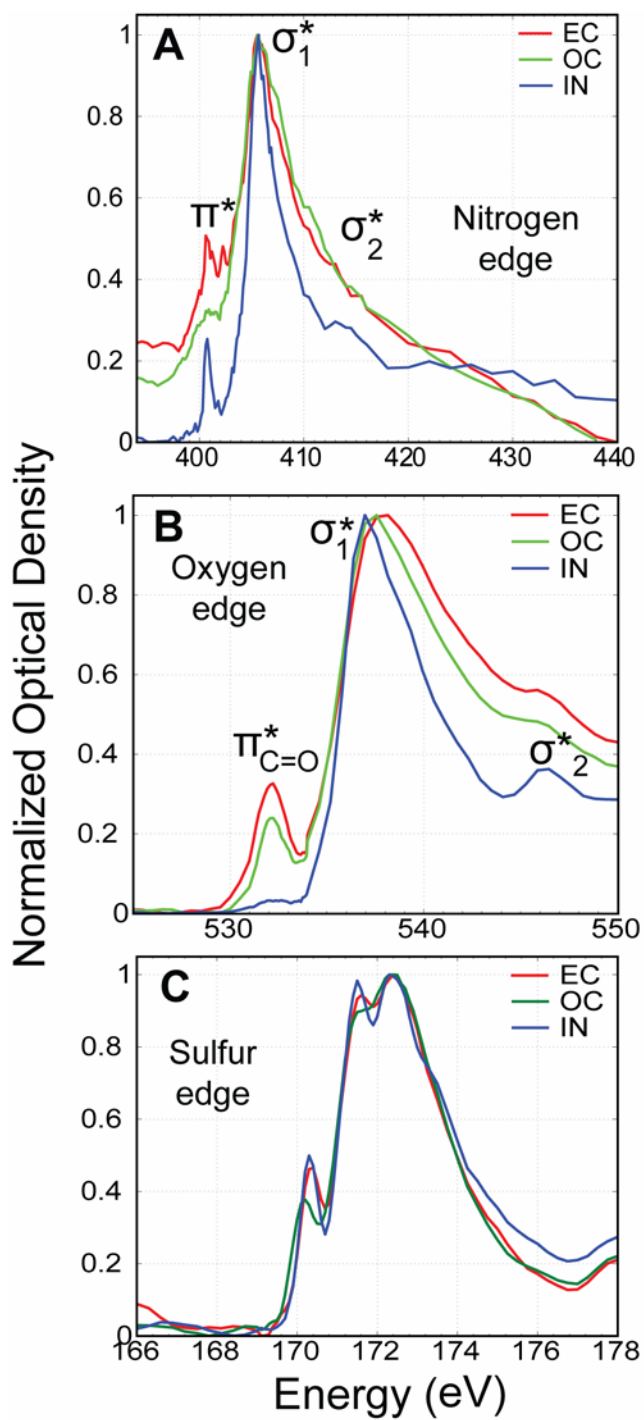 Normalized Optical Density
A
σ*1
EC
OC
IN
π*
σ*2
Nitrogen
edge
1
0.8
0.6
0.4
0.2
0
400
410
420
430
440
B
σ*1
EC
OC
IN
Oxygen
edge
π*C=O
σ*2
1
0.8
0.6
0.4
0.2
0
530
540
550
C
EC
OC
IN
Sulfur
edge
1
0.8
0.6
0.4
0.2
0
166
168
170
172
174
176
178
Energy (eV)